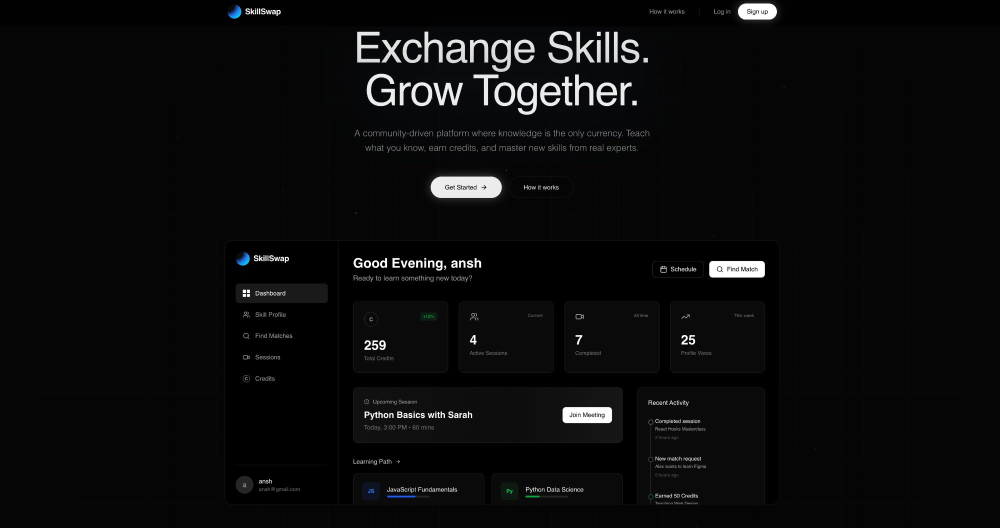 SkillSwap
How it works
Log in
Sign up
Exchange Skills.
Grow Together.
A community-driven platform where knowledge is the only currency. Teach
what you know, earn credits, and master new skills from real experts.
Get Started
How it works
SkillSwap
Dashboard
Skill Profile
Find Matches
Sessions
C Credits
a
ansh
ansh@gmail.com
Good Evening, ansh
Ready to learn something new today?
Schedule
Find Match
C
+12%
259
Total Credits
Current
4
Active Sessions
All time
7
Completed
This week
25
Profile Views
Upcoming Session
Python Basics with Sarah
Today, 3:00 PM • 60 mins
Join Meeting
Learning Path
JS
JavaScript Fundamentals
Py
Python Data Science
Recent Activity
Completed session
React Hooks Masterclass
2 hours ago
New match request
Alex wants to learn Figma
5 hours ago
Earned 50 Credits
Teaching Web Design